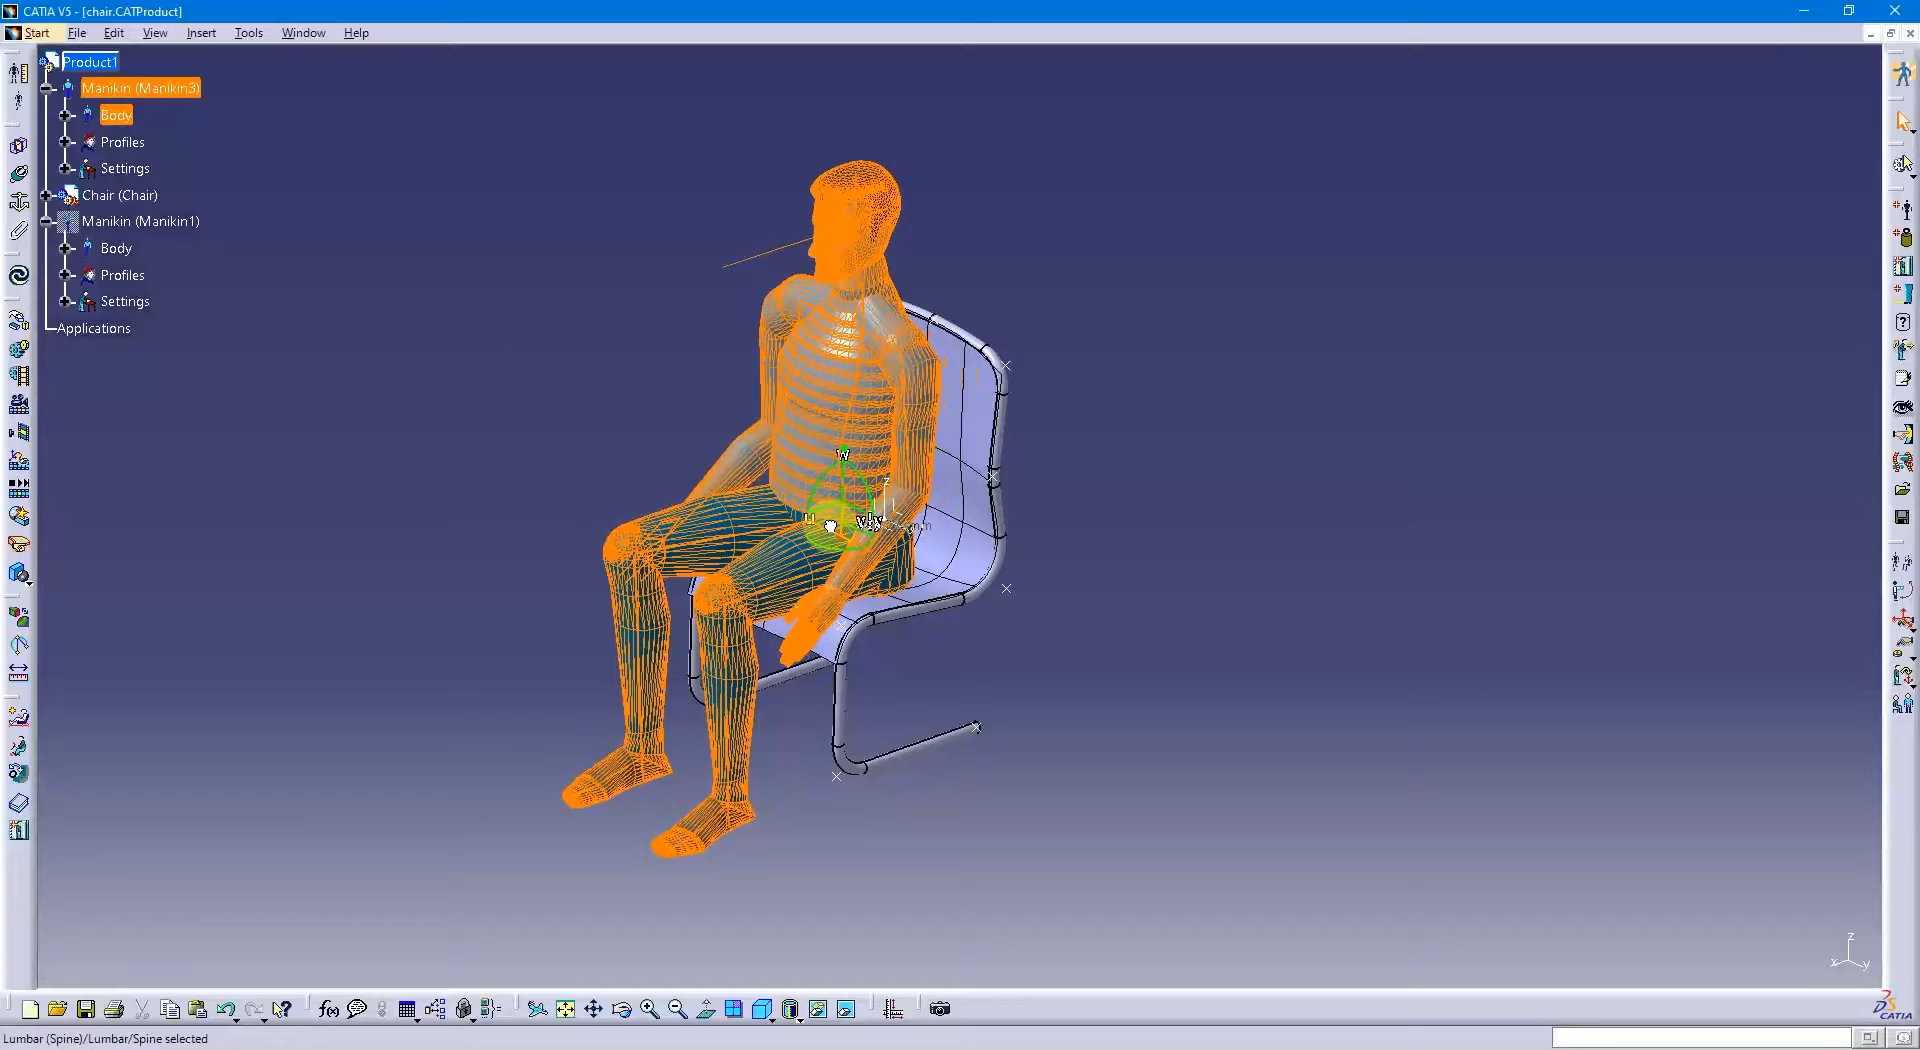 CATIA V5 - [chair.CATProduct]
Start File Edit View Insert Tools Window Help
Product1
Manikin (Manikin3)
Body
Profiles
Settings
Chair (Chair)
Manikin (Manikin1)
Body
Profiles
Settings
Applications
w
z
u
z
x y
f(x)
CATIA
Lumbar (Spine)/Lumbar/Spine selected